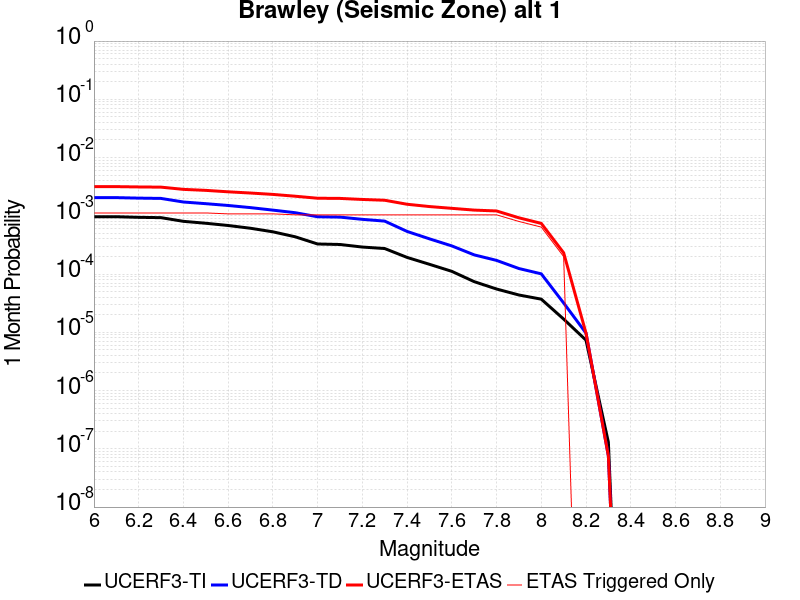 Brawley (Seismic Zone) alt 1
10 0
10 -1
10 -2
10 -3
10 -4
10 -5
10 -6
10 -7
10 -8
1 Month Probability
6 6.2 6.4 6.6 6.8 7 7.2 7.4 7.6 7.8 8 8.2 8.4 8.6 8.8 9
Magnitude
UCERF3-TI UCERF3-TD UCERF3-ETAS ETAS Triggered Only